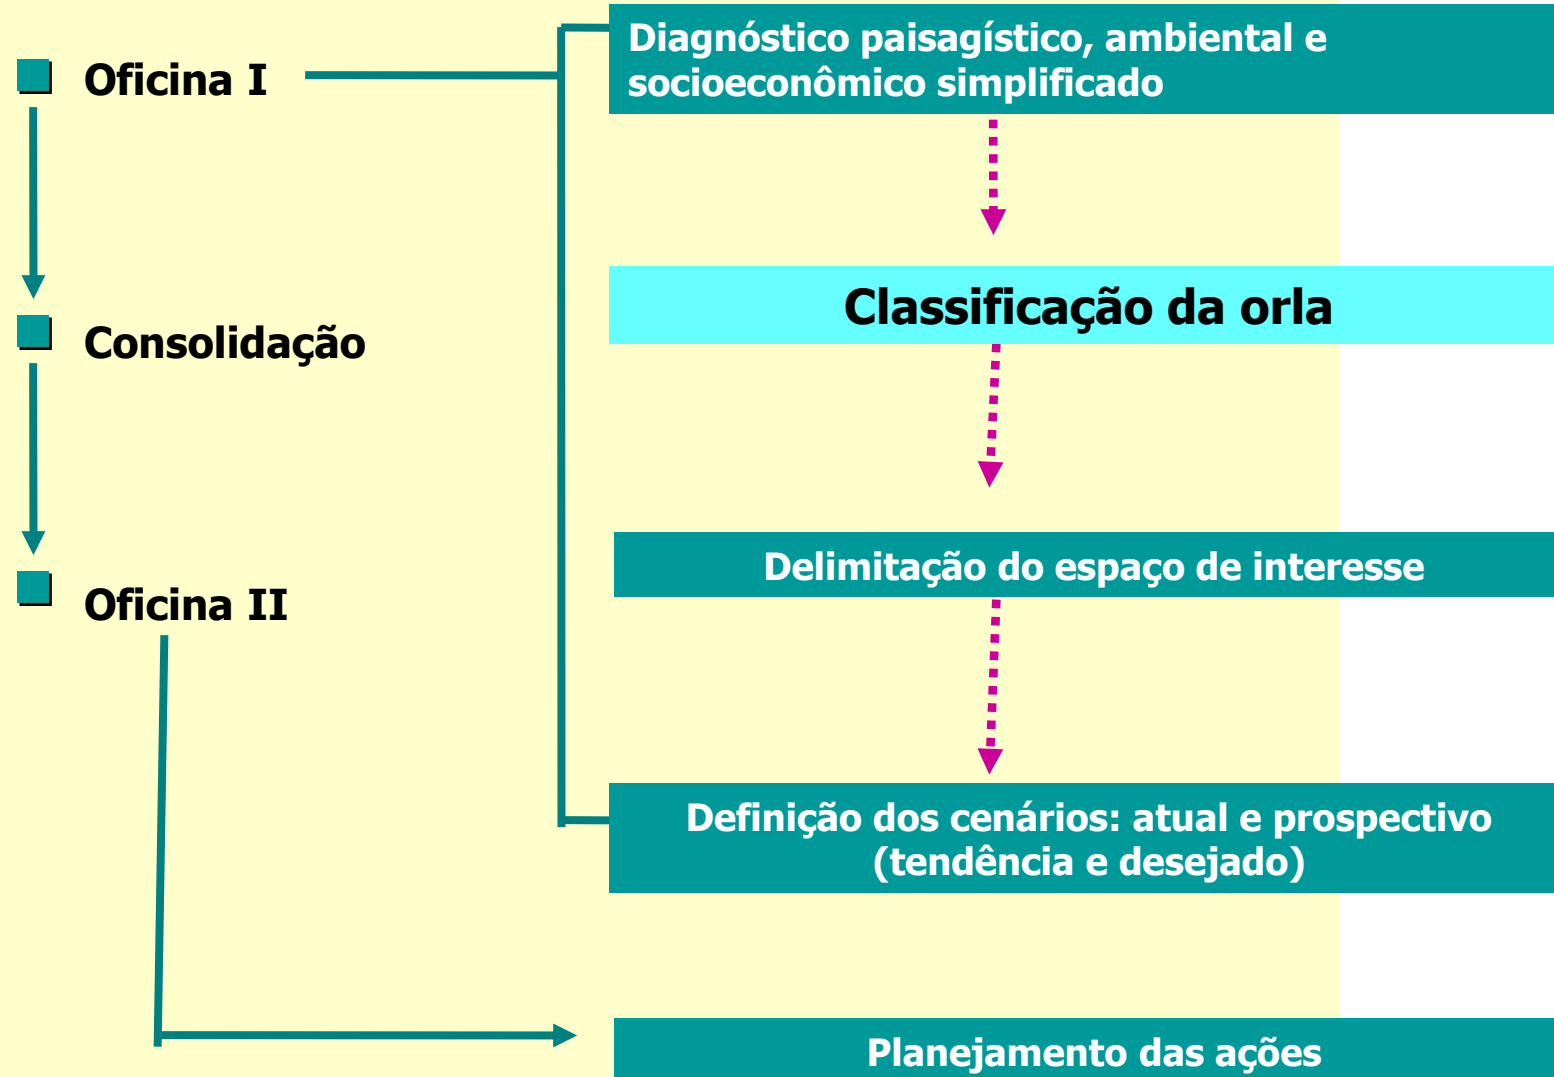 Oficina I
Consolidação
Oficina II
Diagnóstico paisagístico, ambiental e
socioeconômico simplificado
Classificação da orla
Delimitação do espaço de interesse
Definição dos cenários: atual e prospectivo
(tendência e desejado)
Planejamento das ações